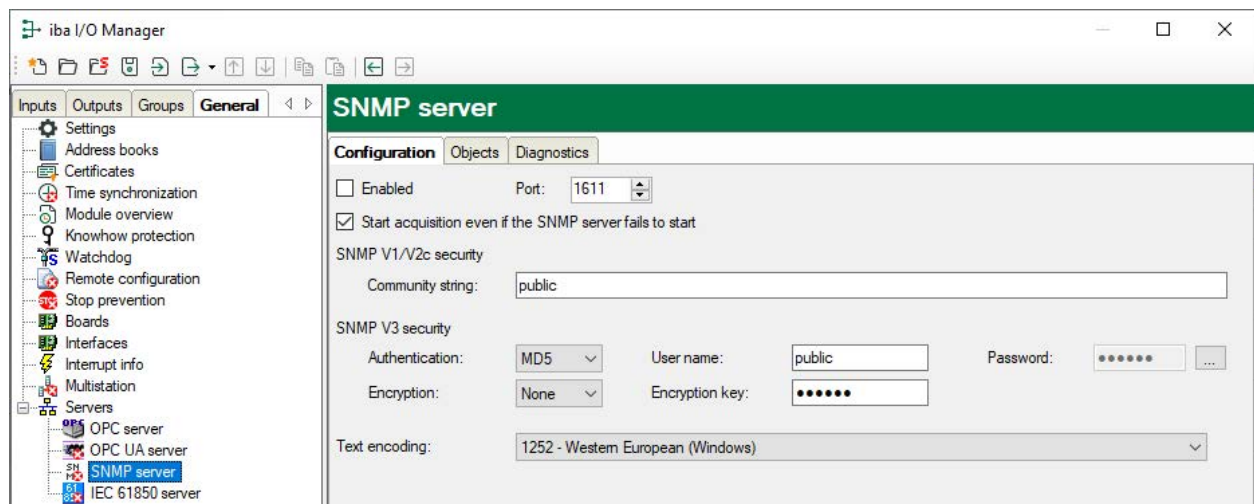 iba I/O Manager
Inputs Outputs Groups General
Settings
Address books
Certificates
Time synchronization
Module overview
Knowhow protection
Watchdog
Remote configuration
Stop prevention
Boards
Interfaces
Interrupt info
Multistation
Servers
OPC server
OPC UA server
SNMP server
IEC 61850 server
SNMP server
Configuration Objects Diagnostics
Enabled Port: 1611
Start acquisition even if the SNMP server fails to start
SNMP V1/V2c security
Community string: public
SNMP V3 security
Authentication: MD5 User name: public Password: ●●●●●● ...
Encryption: None Encryption key: ●●●●●●
Text encoding: 1252 - Western European (Windows)